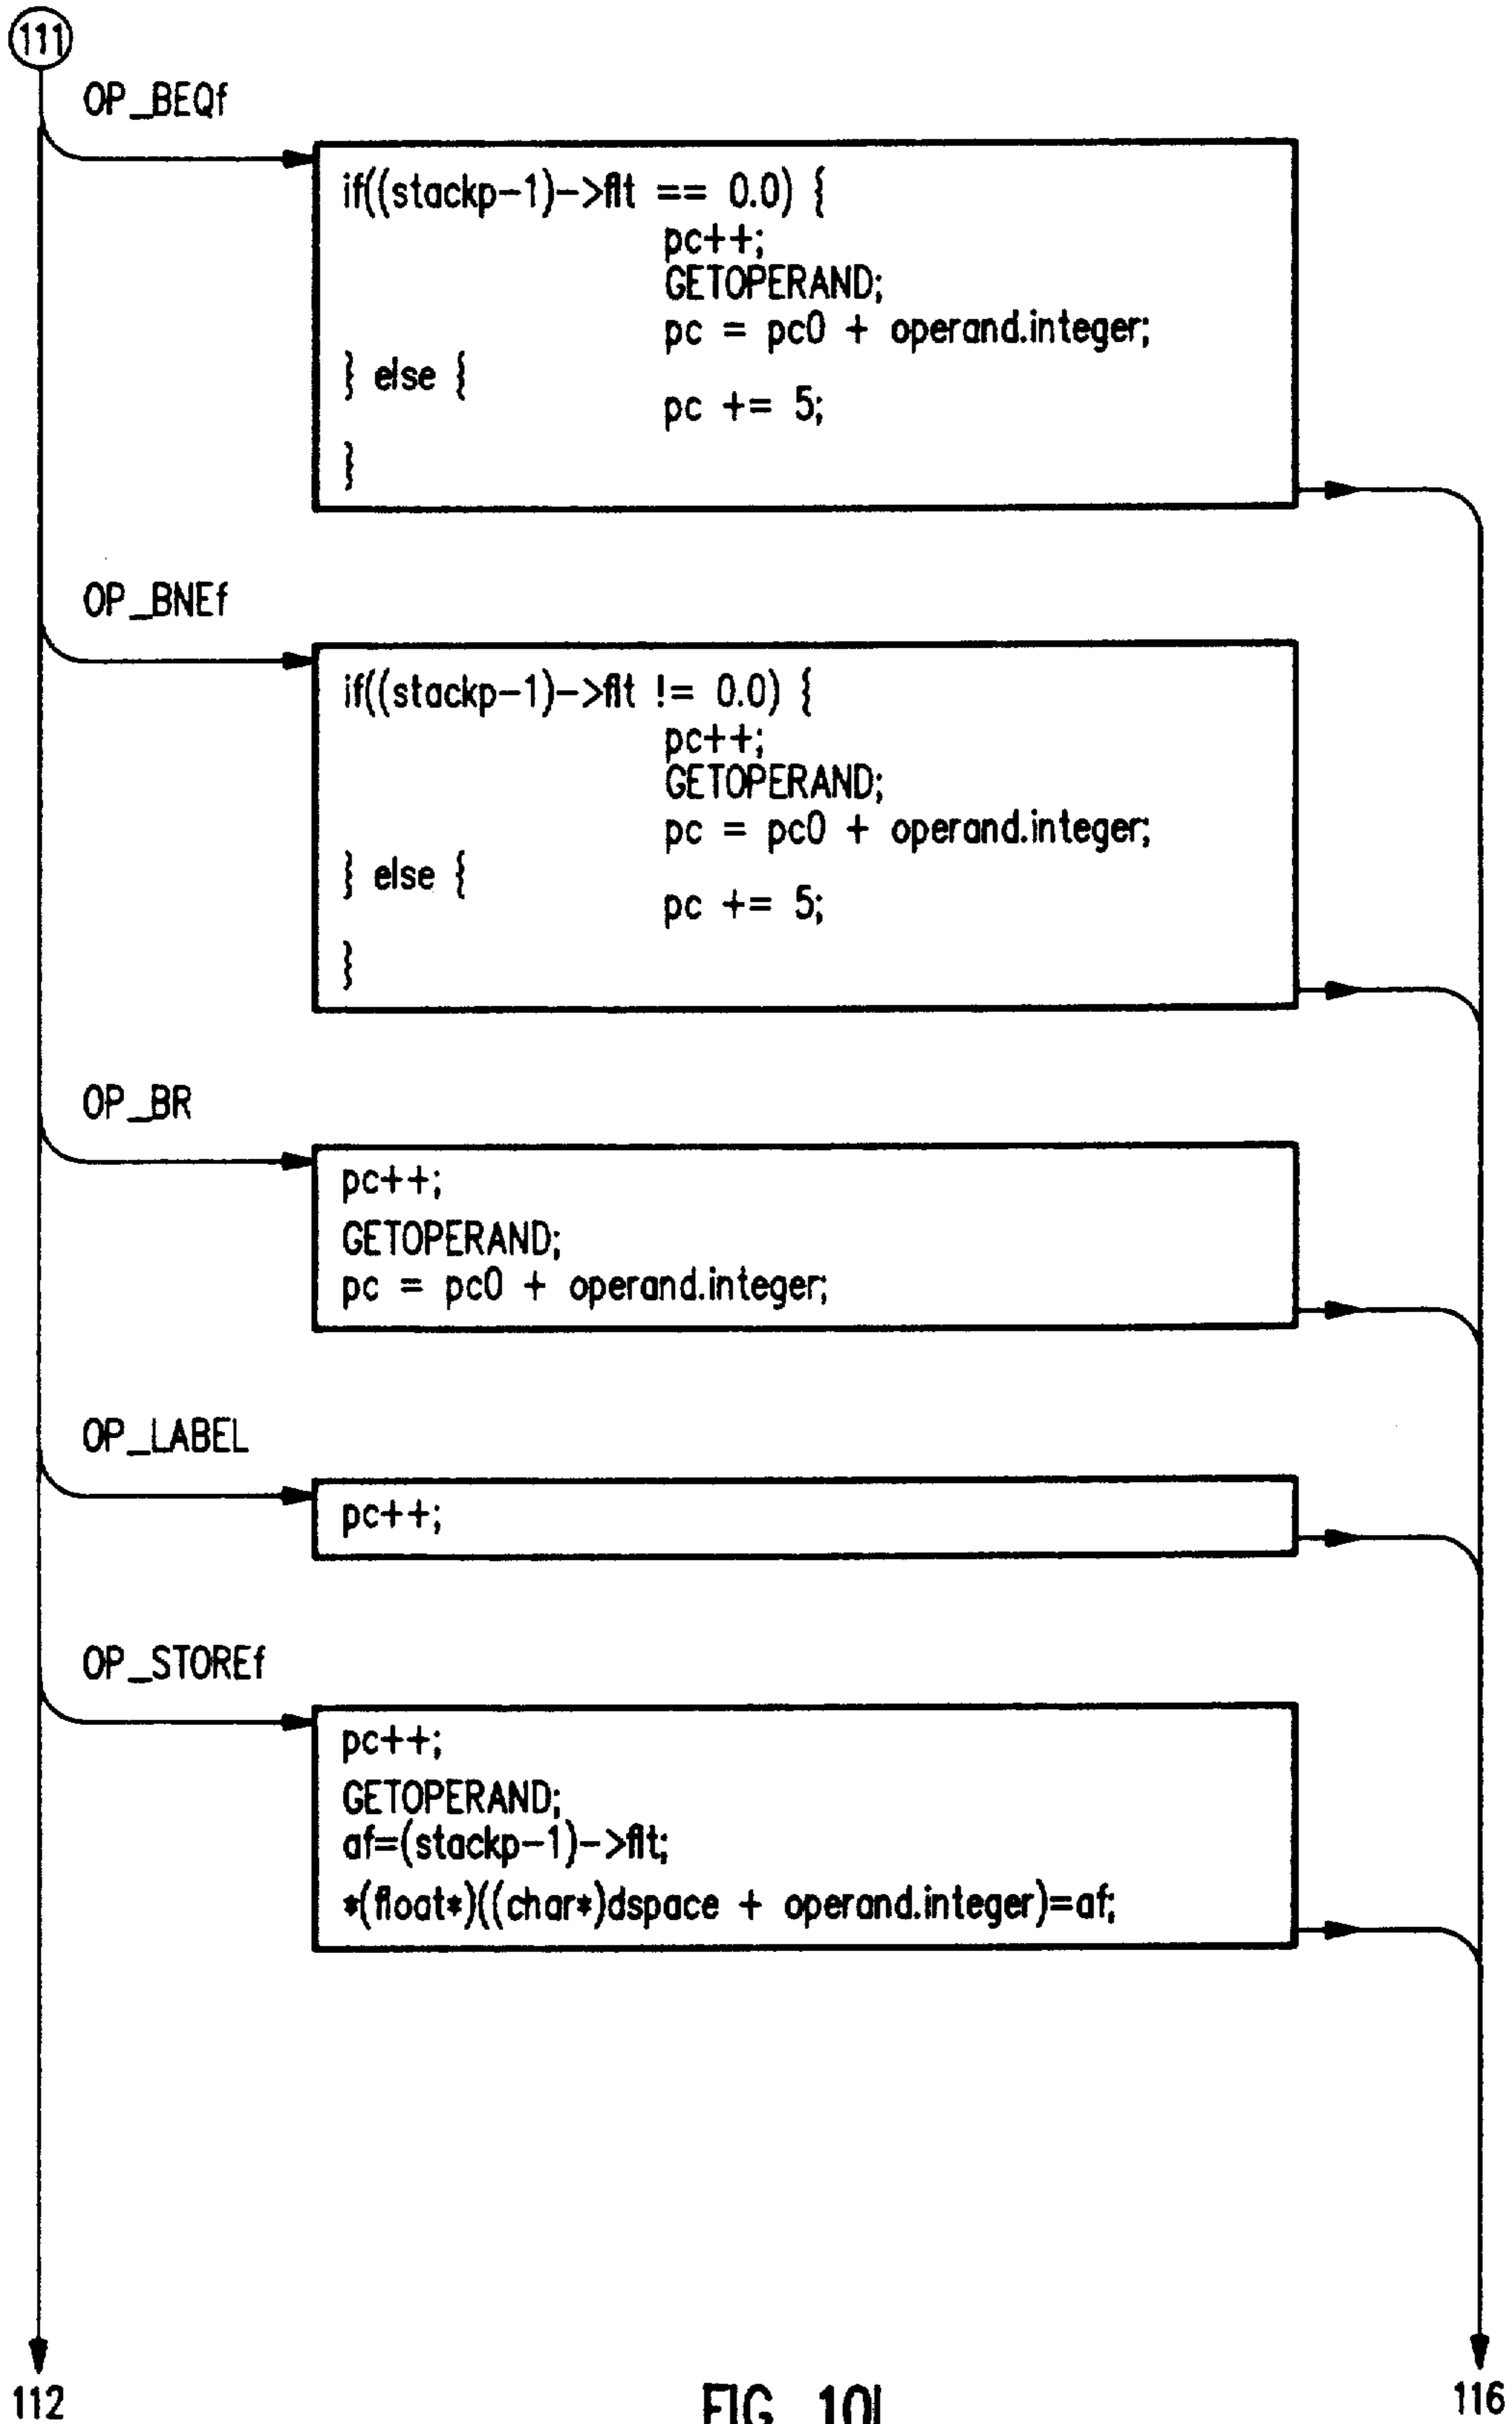 111
OP_BEQf
if((stackp-1)->flt == 0.0) {
pc++;
GETOPERAND;
pc = pc0 + operand.integer;
} else {
pc += 5;
}
OP_BNEf
if((stackp-1)->flt != 0.0) {
pc++;
GETOPERAND;
pc = pc0 + operand.integer;
} else {
pc += 5;
}
OP_BR
pc++;
GETOPERAND;
pc = pc0 + operand.integer;
OP_LABEL
pc++;
OP_STOREf
pc++;
GETOPERAND;
af=(stackp-1)->flt;
*(float*)((char*)dspace + operand.integer)=af;
112
116
FIG.